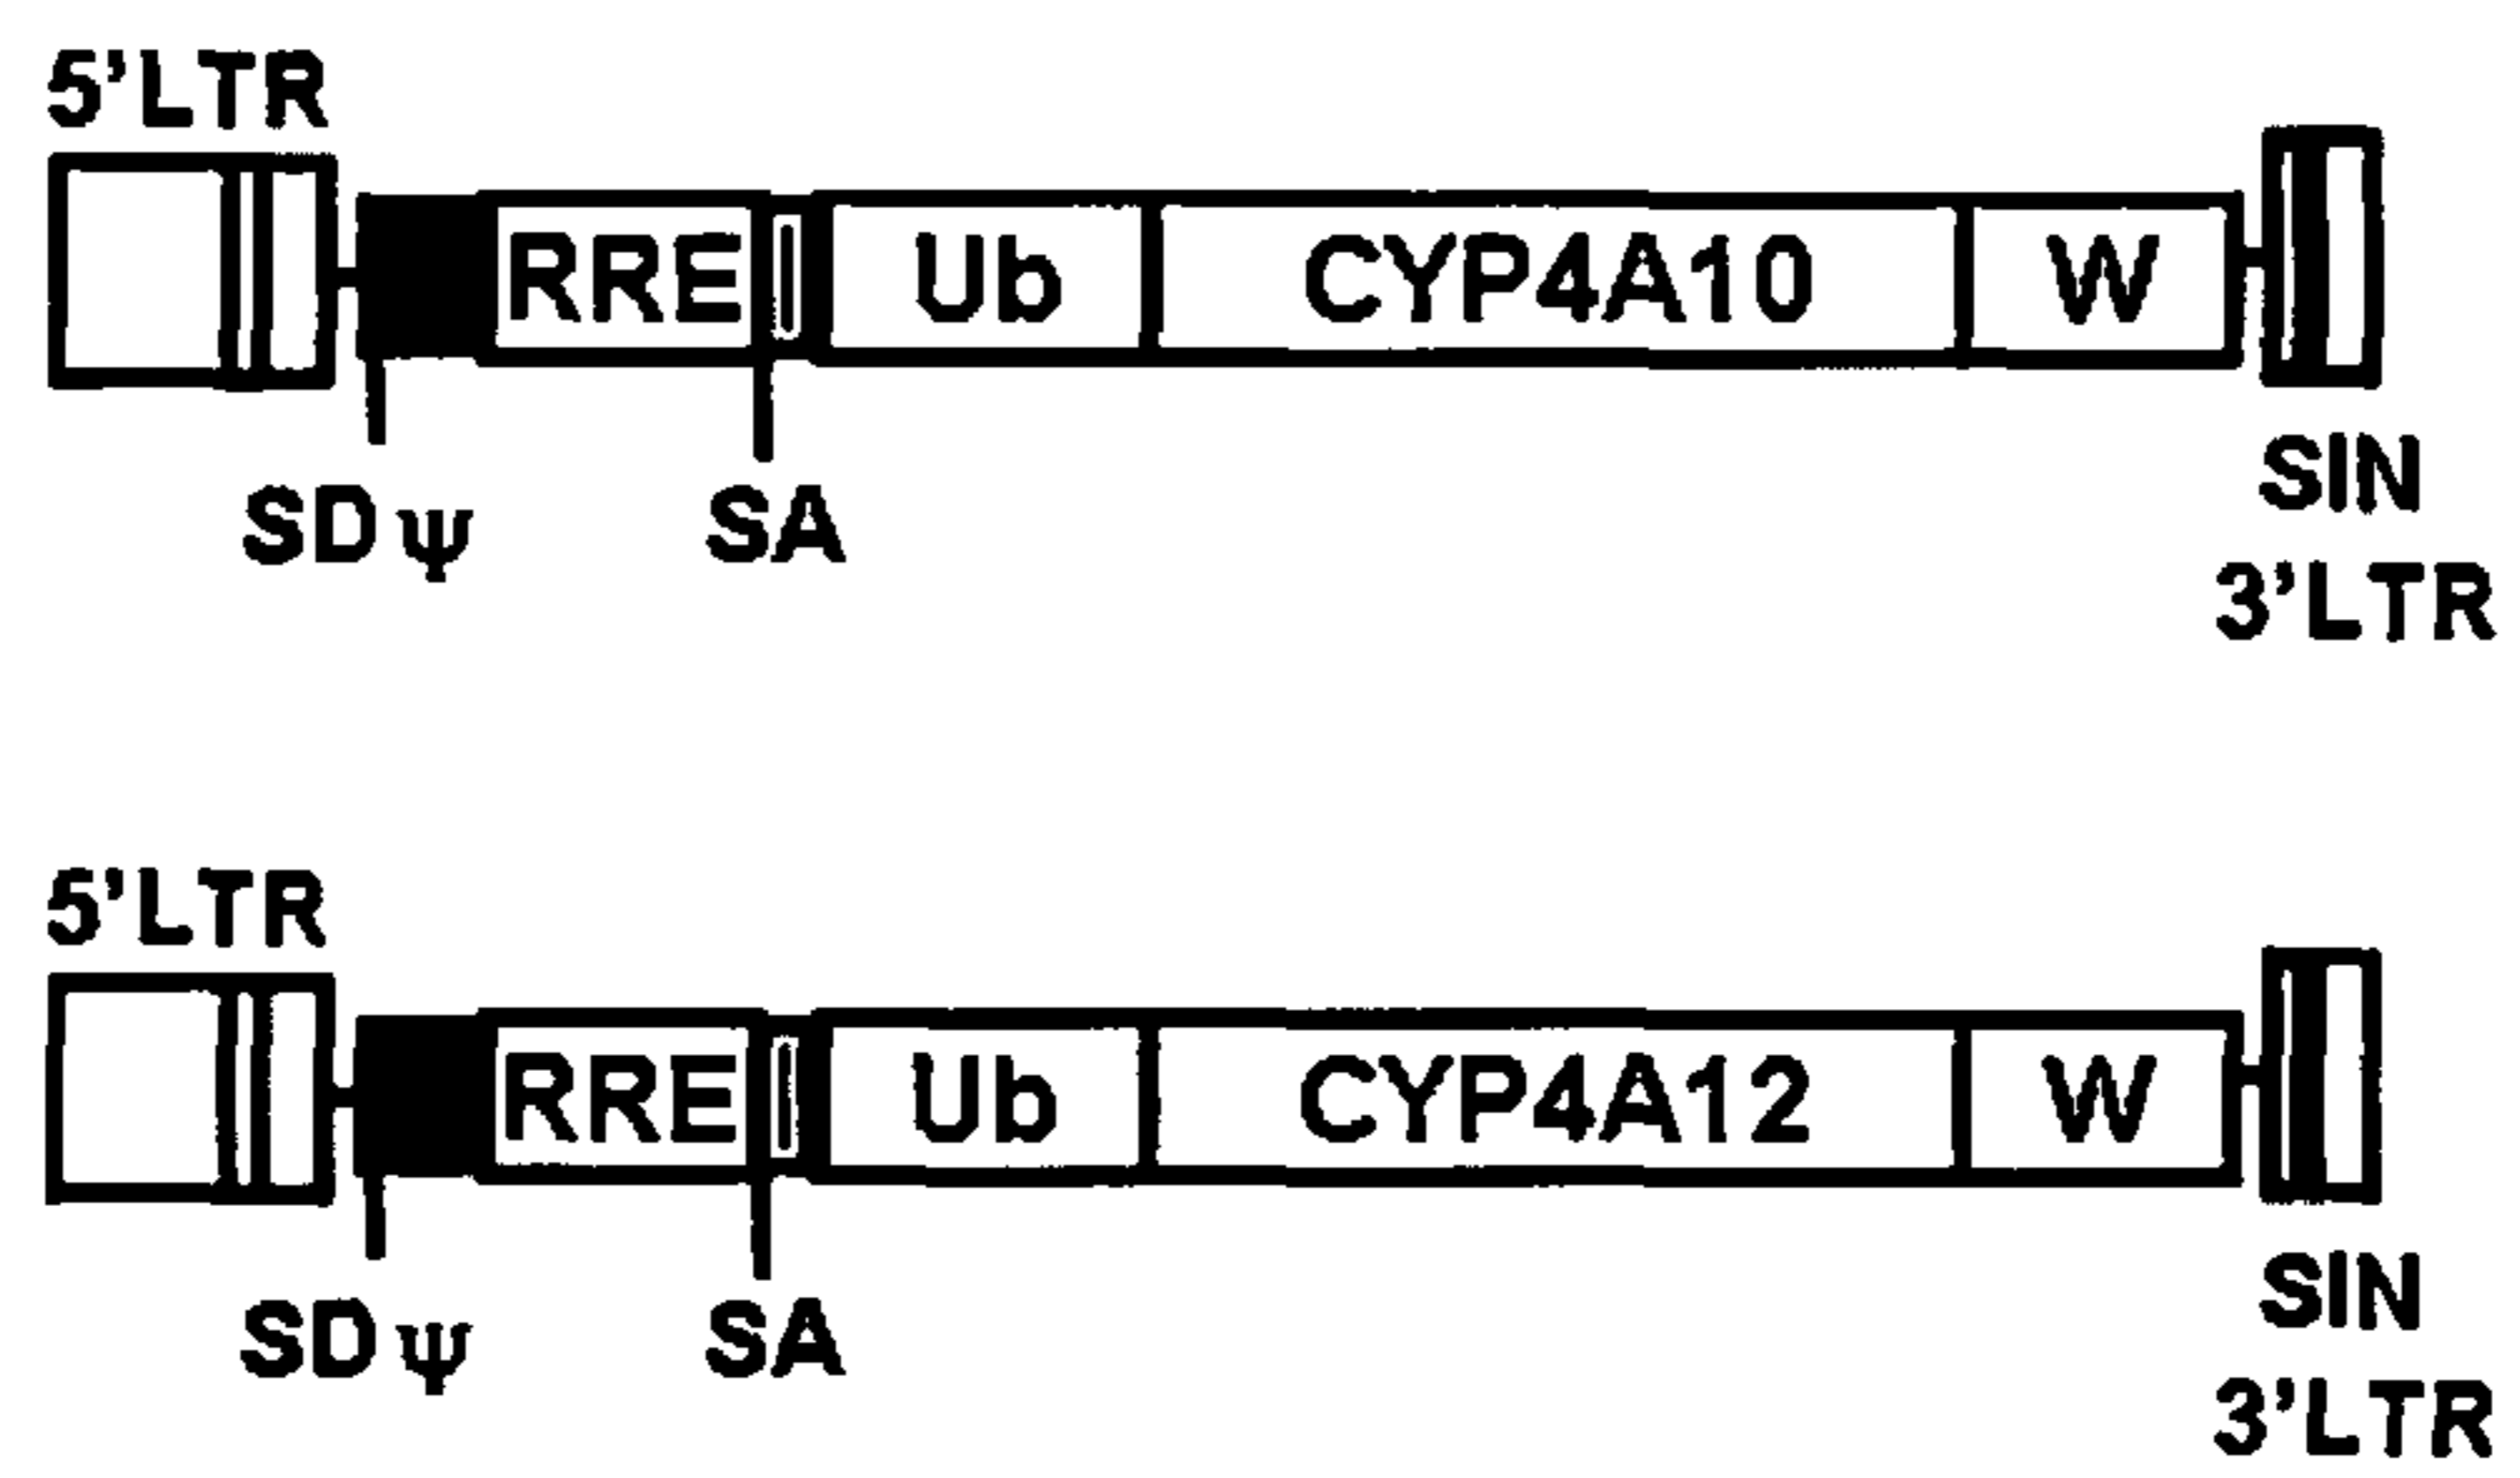 5'LTR
RRE Ub CYP4A10 W
SD ψ SA SIN
3'LTR
5'LTR
RRE Ub CYP4A12 W
SD ψ SA SIN
3'LTR